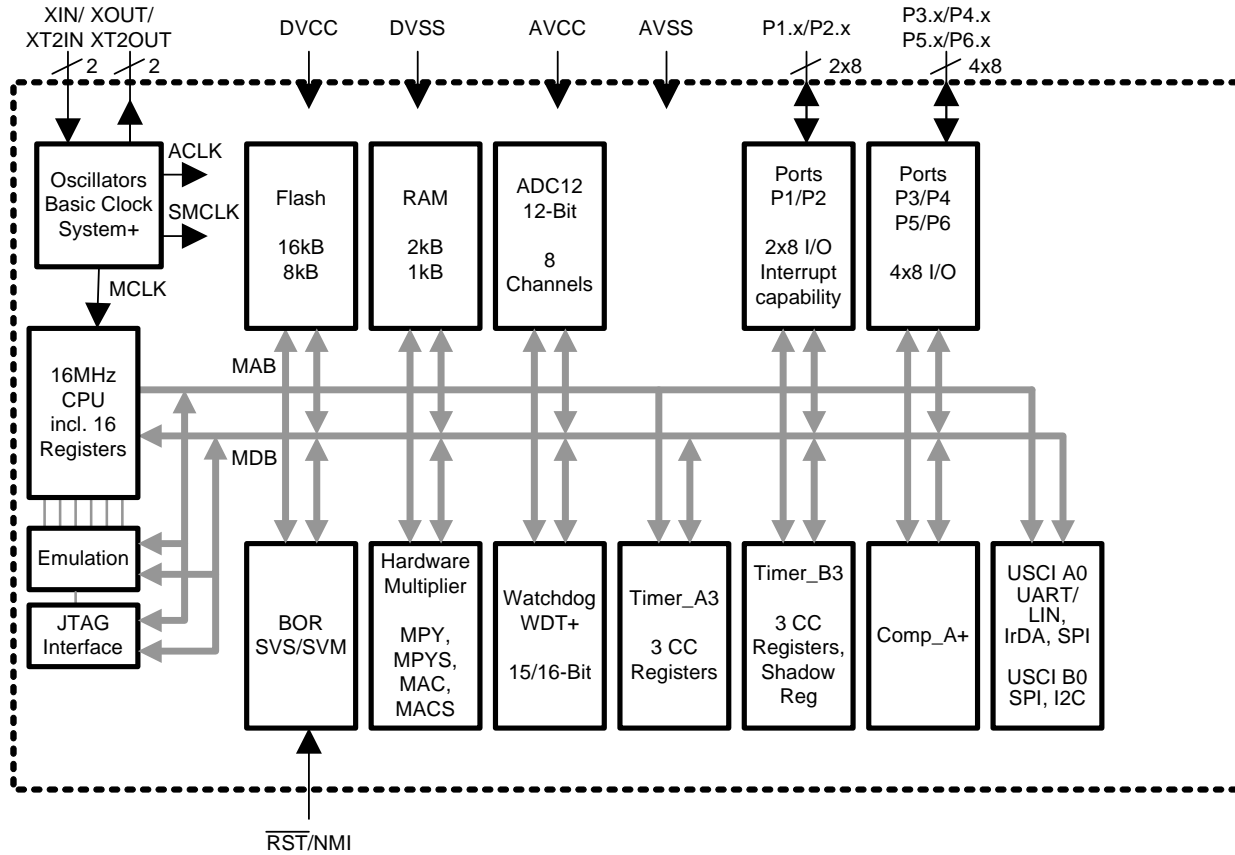 XIN/ XOUT/
XT2IN XT2OUT
DVCC
DVSS
AVCC
AVSS
P1.x/P2.x
P3.x/P4.x
P5.x/P6.x
2
2
2x8
4x8
Oscillators
Basic Clock
System+
ACLK
SMCLK
MCLK
Flash
16kB
8kB
RAM
2kB
1kB
ADC12
12-Bit
8
Channels
Ports
P1/P2
2x8 I/O
Interrupt
capability
Ports
P3/P4
P5/P6
4x8 I/O
16MHz
CPU
incl. 16
Registers
MAB
MDB
Emulation
JTAG
Interface
BOR
SVS/SVM
Hardware
Multiplier
MPY,
MPYS,
MAC,
MACS
Watchdog
WDT+
15/16-Bit
Timer_A3
3 CC
Registers
Timer_B3
3 CC
Registers,
Shadow
Reg
Comp_A+
USCI A0
UART/
LIN,
IrDA, SPI
USCI B0
SPI, I2C
RST/NMI